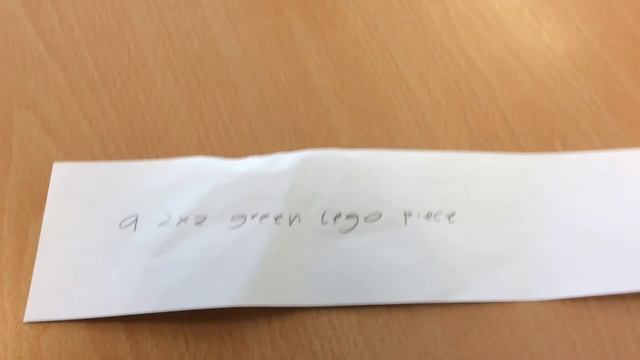 a 2x2 green lego piece